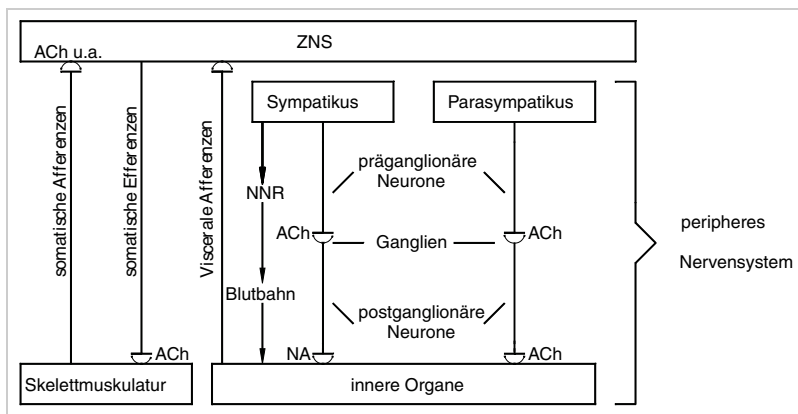 ZNS
ACh u.a.
Sympatikus
Parasympatikus
somatische Afferenzen
somatische Efferenzen
Viscerale Afferenzen
präganglionäre
Neurone
NNR
ACh
Ganglien
ACh
peripheres
Nervensystem
Blutbahn
postganglionäre
Neurone
ACh
NA
ACh
Skelettmuskulatur
innere Organe